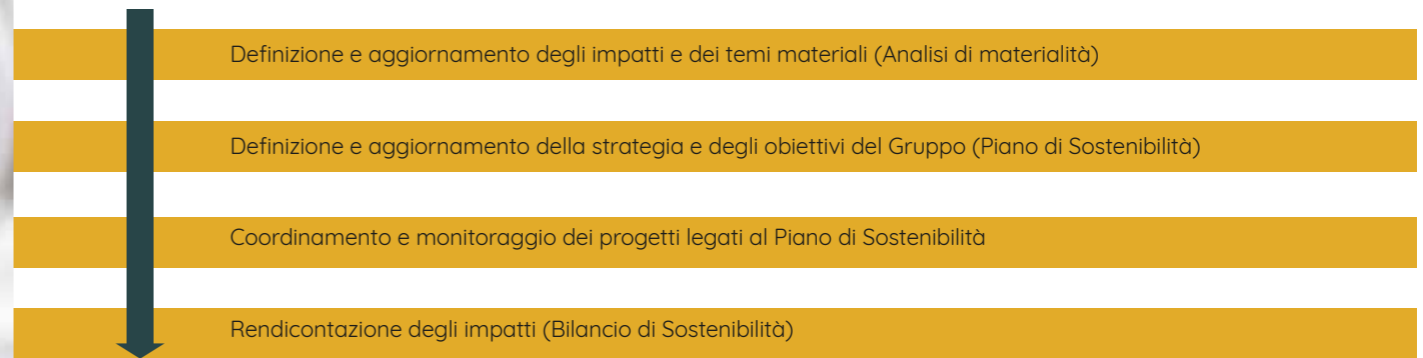 Definizione e aggiornamento degli impatti e dei temi materiali (Analisi di materialità)
Definizione e aggiornamento della strategia e degli obiettivi del Gruppo (Piano di Sostenibilità)
Coordinamento e monitoraggio dei progetti legati al Piano di Sostenibilità
Rendicontazione degli impatti (Bilancio di Sostenibilità)